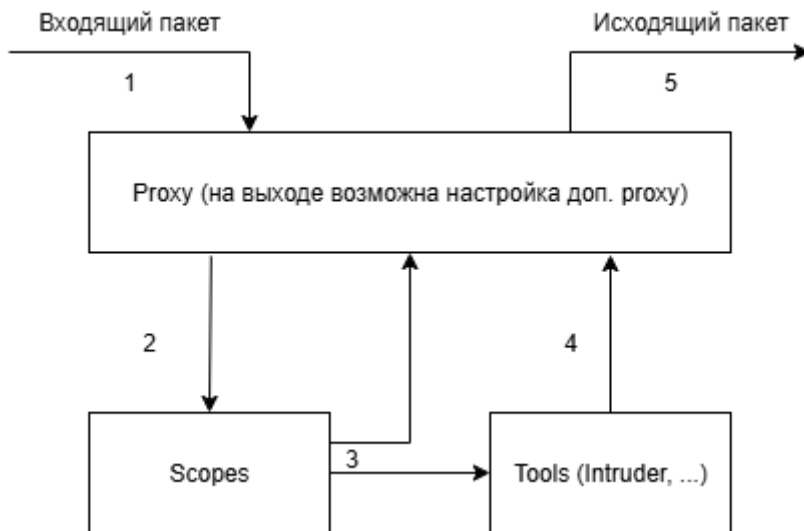 Входящий пакет
Исходящий пакет
1
5
Proxy (на выходе возможна настройка доп. proxy)
2
4
3
Scopes
Tools (Intruder, ...)